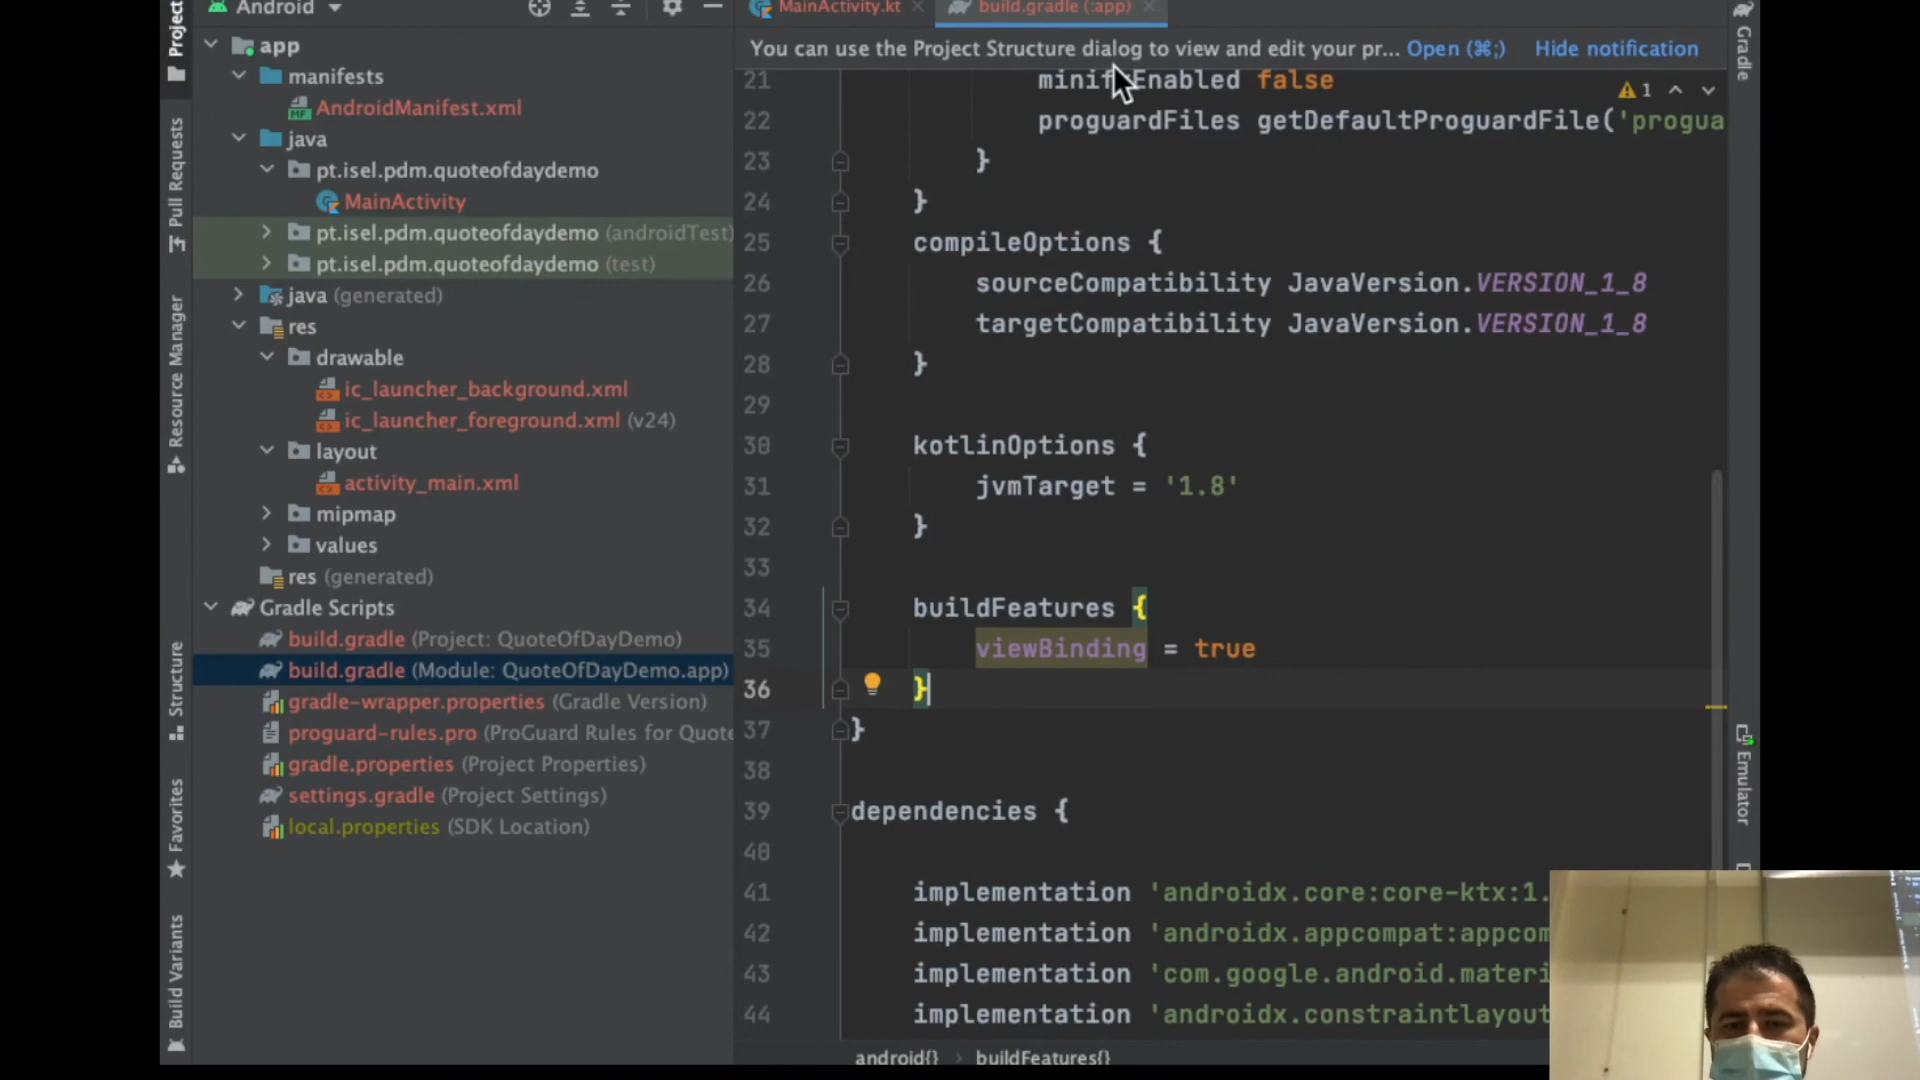 Project
Pull Requests
Resource Manager
Structure
Favorites
Build Variants
Android
app
manifests
AndroidManifest.xml
java
pt.isel.pdm.quoteofdaydemo
MainActivity
pt.isel.pdm.quoteofdaydemo (androidTest)
pt.isel.pdm.quoteofdaydemo (test)
java (generated)
res
drawable
ic_launcher_background.xml
ic_launcher_foreground.xml (v24)
layout
activity_main.xml
mipmap
values
res (generated)
Gradle Scripts
build.gradle (Project: QuoteOfDayDemo)
build.gradle (Module: QuoteOfDayDemo.app)
gradle-wrapper.properties (Gradle Version)
proguard-rules.pro (ProGuard Rules for Quote
gradle.properties (Project Properties)
settings.gradle (Project Settings)
local.properties (SDK Location)
MainActivity.kt build.gradle (:app)
You can use the Project Structure dialog to view and edit your pr... Open (⌘;) Hide notification
21 minifyEnabled false
22 proguardFiles getDefaultProguardFile('progua
23 }
24 }
25 compileOptions {
26 sourceCompatibility JavaVersion.VERSION_1_8
27 targetCompatibility JavaVersion.VERSION_1_8
28 }
29
30 kotlinOptions {
31 jvmTarget = '1.8'
32 }
33
34 buildFeatures {
35 viewBinding = true
36 }
37 }
38
39 dependencies {
40
41 implementation 'androidx.core:core-ktx:1.
42 implementation 'androidx.appcompat:appcom
43 implementation 'com.google.android.materi
44 implementation 'androidx.constraintlayout
android{} › buildFeatures{}
1
Gradle
Emulator